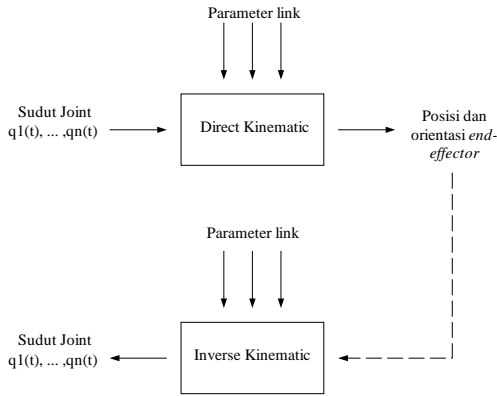 Parameter link
Sudut Joint
q1(t), ... ,qn(t)
Direct Kinematic
Posisi dan
orientasi end-
effector
Parameter link
Sudut Joint
q1(t), ... ,qn(t)
Inverse Kinematic